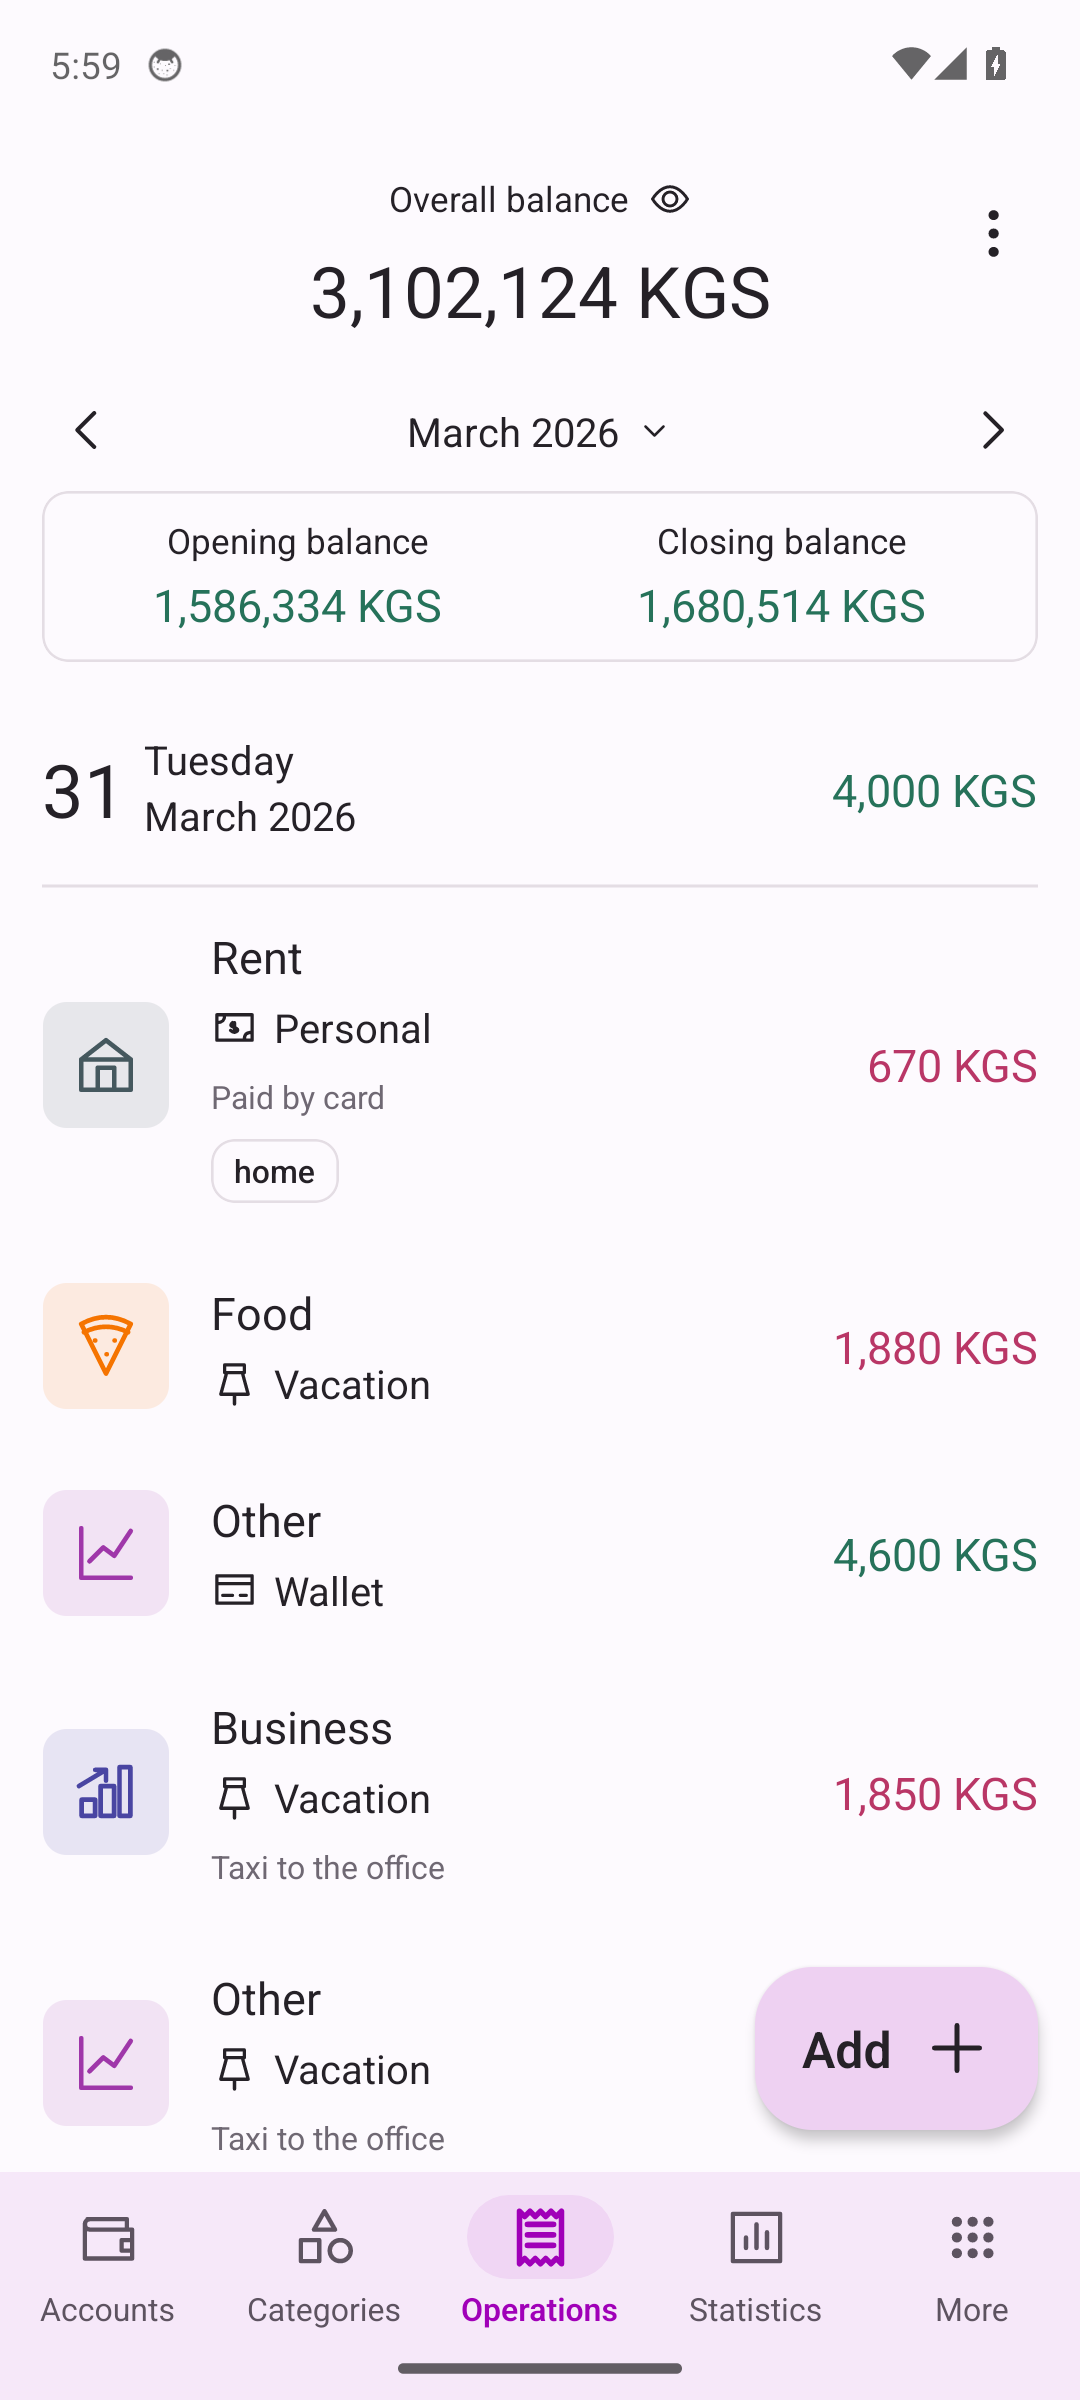 5:59
Overall balance
3,102,124 KGS
March 2026
Opening balance
Closing balance
1,586,334 KGS
1,680,514 KGS
31
Tuesday
March 2026
4,000 KGS
Rent
Personal
Paid by card
home
670 KGS
Food
Vacation
1,880 KGS
Other
Wallet
4,600 KGS
Business
Vacation
Taxi to the office
1,850 KGS
Other
Vacation
Taxi to the office
Add
Accounts
Categories
Operations
Statistics
More